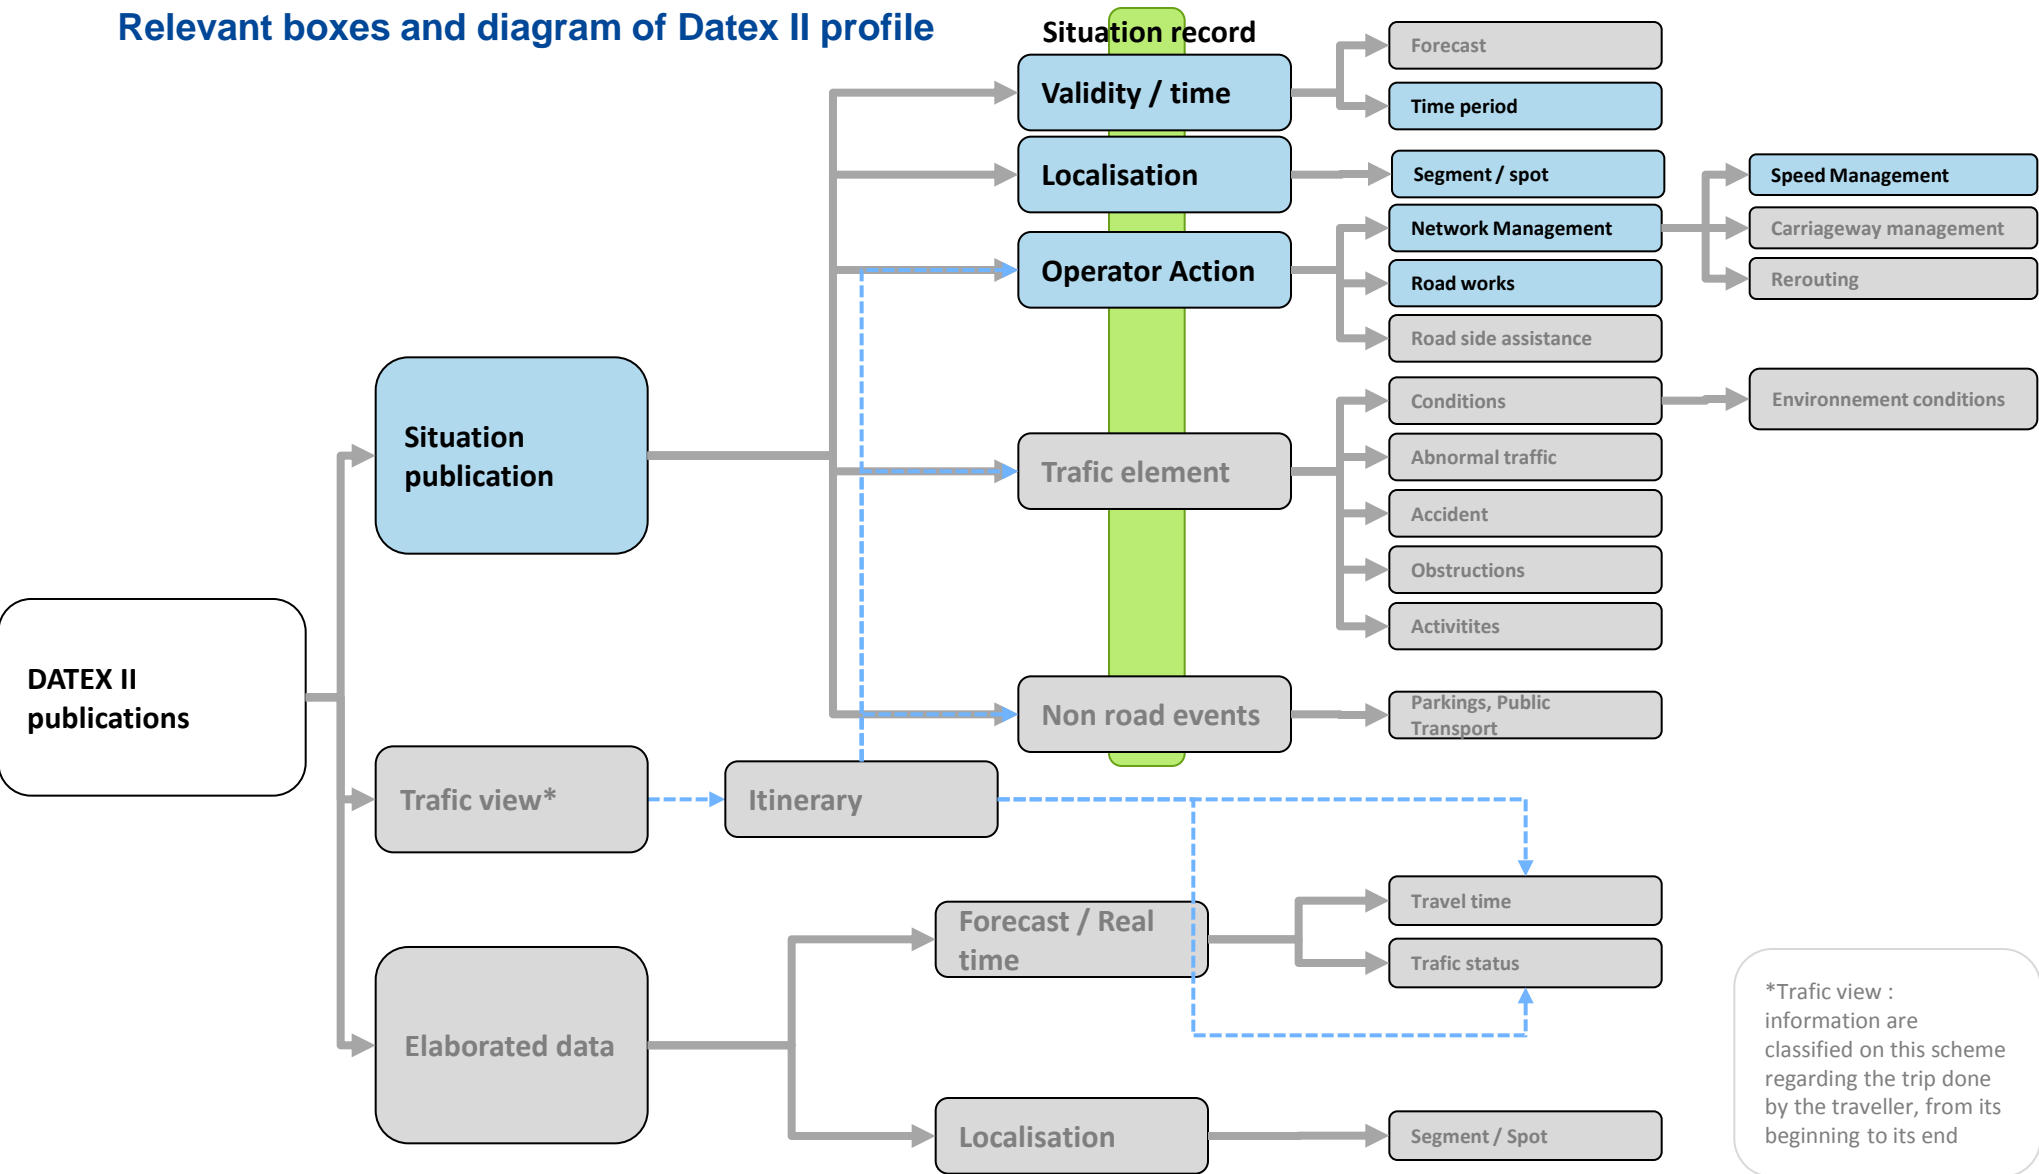 Relevant boxes and diagram of Datex II profile
Situation record
Forecast
Validity / time
Time period
Localisation
Segment / spot
Speed Management
Network Management
Carriageway management
Operator Action
Road works
Rerouting
Road side assistance
Conditions
Environnement conditions
Situation
publication
Trafic element
Abnormal traffic
Accident
Obstructions
Activitites
DATEX II
publications
Non road events
Parkings, Public
Transport
Trafic view*
Itinerary
Forecast / Real
time
Travel time
Trafic status
Elaborated data
Localisation
Segment / Spot
*Trafic view :
information are
classified on this scheme
regarding the trip done
by the traveller, from its
beginning to its end